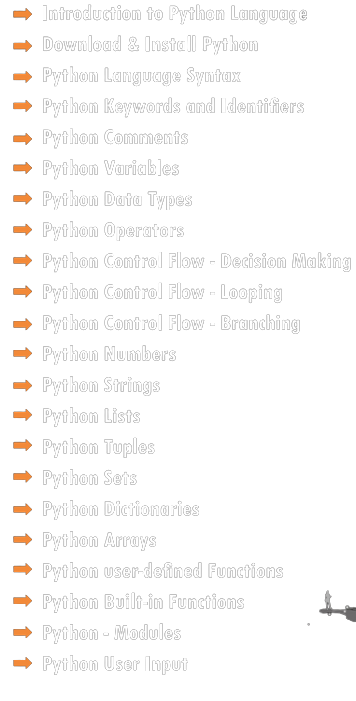 Introduction to Python Language
Download & Install Python
Python Language Syntax
Python Keywords and Identifiers
Python Comments
Python Variables
Python Data Types
Python Operators
Python Control Flow - Decision Making
Python Control Flow - Looping
Python Control Flow - Branching
Python Numbers
Python Strings
Python Lists
Python Tuples
Python Sets
Python Dictionaries
Python Arrays
Python user-defined Functions
Python Built-in Functions
Python - Modules
Python User Input